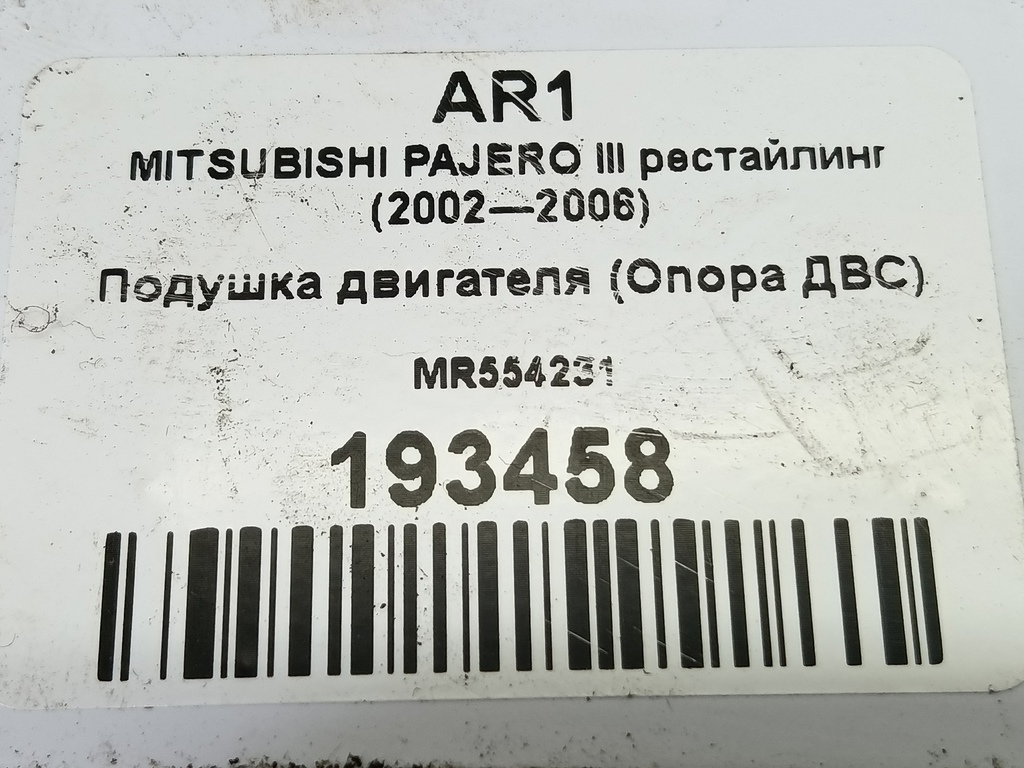 AR1
MITSUBISHI PAJERO III рестайлинг
(2002—2006)
Подушка двигателя (Опора ДВС)
MR554231
193458